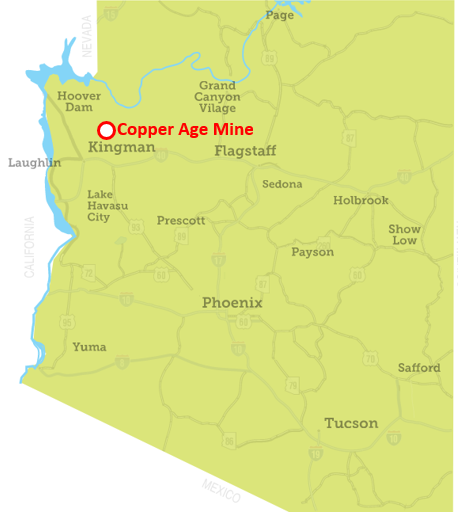 Page
NEVADA
Hoover
Dam
Grand
Canyon
Vilage
Copper Age Mine
Kingman
Flagstaff
Laughlin
Sedona
Lake
Havasu
City
Holbrook
Prescott
Show
Low
CALIFORNIA
Payson
Phoenix
Yuma
Safford
Tucson
MEXICO